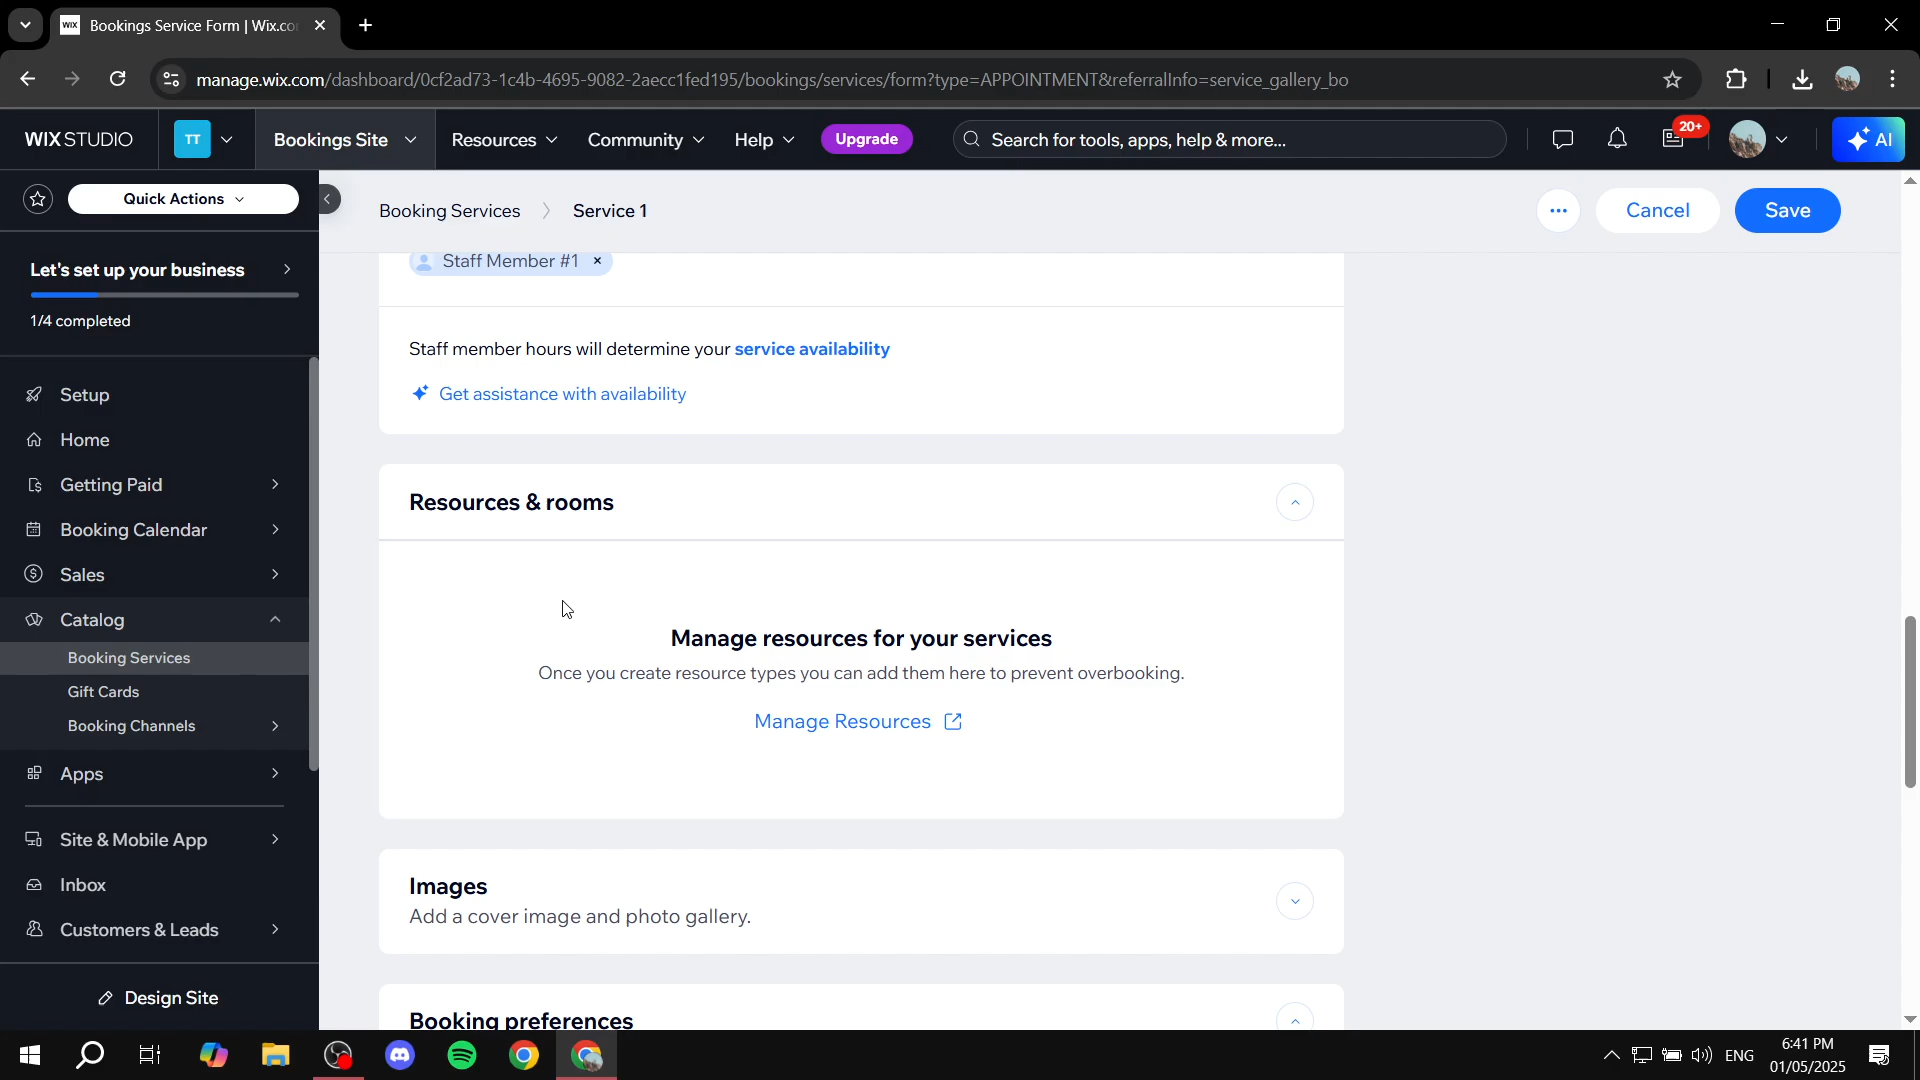 WIX
Bookings Service Form | Wix.co
manage.wix.com/dashboard/0cf2ad73-1c4b-4695-9082-2aecc1fed195/bookings/services/form?type=APPOINTMENT&referralInfo=service_gallery_bo
WIX STUDIO
TT
Bookings Site
Resources
Community
Help
Upgrade
Search for tools, apps, help & more...
20+
AI
Quick Actions
Booking Services
Service 1
Cancel
Save
Let's set up your business
1/4 completed
Setup
Home
Getting Paid
Booking Calendar
Sales
Catalog
Booking Services
Gift Cards
Booking Channels
Apps
Site & Mobile App
Inbox
Customers & Leads
Design Site
Staff Member #1
Staff member hours will determine your service availability
Get assistance with availability
Resources & rooms
Manage resources for your services
Once you create resource types you can add them here to prevent overbooking.
Manage Resources
Images
Add a cover image and photo gallery.
Booking preferences
ENG
6:41 PM
01/05/2025